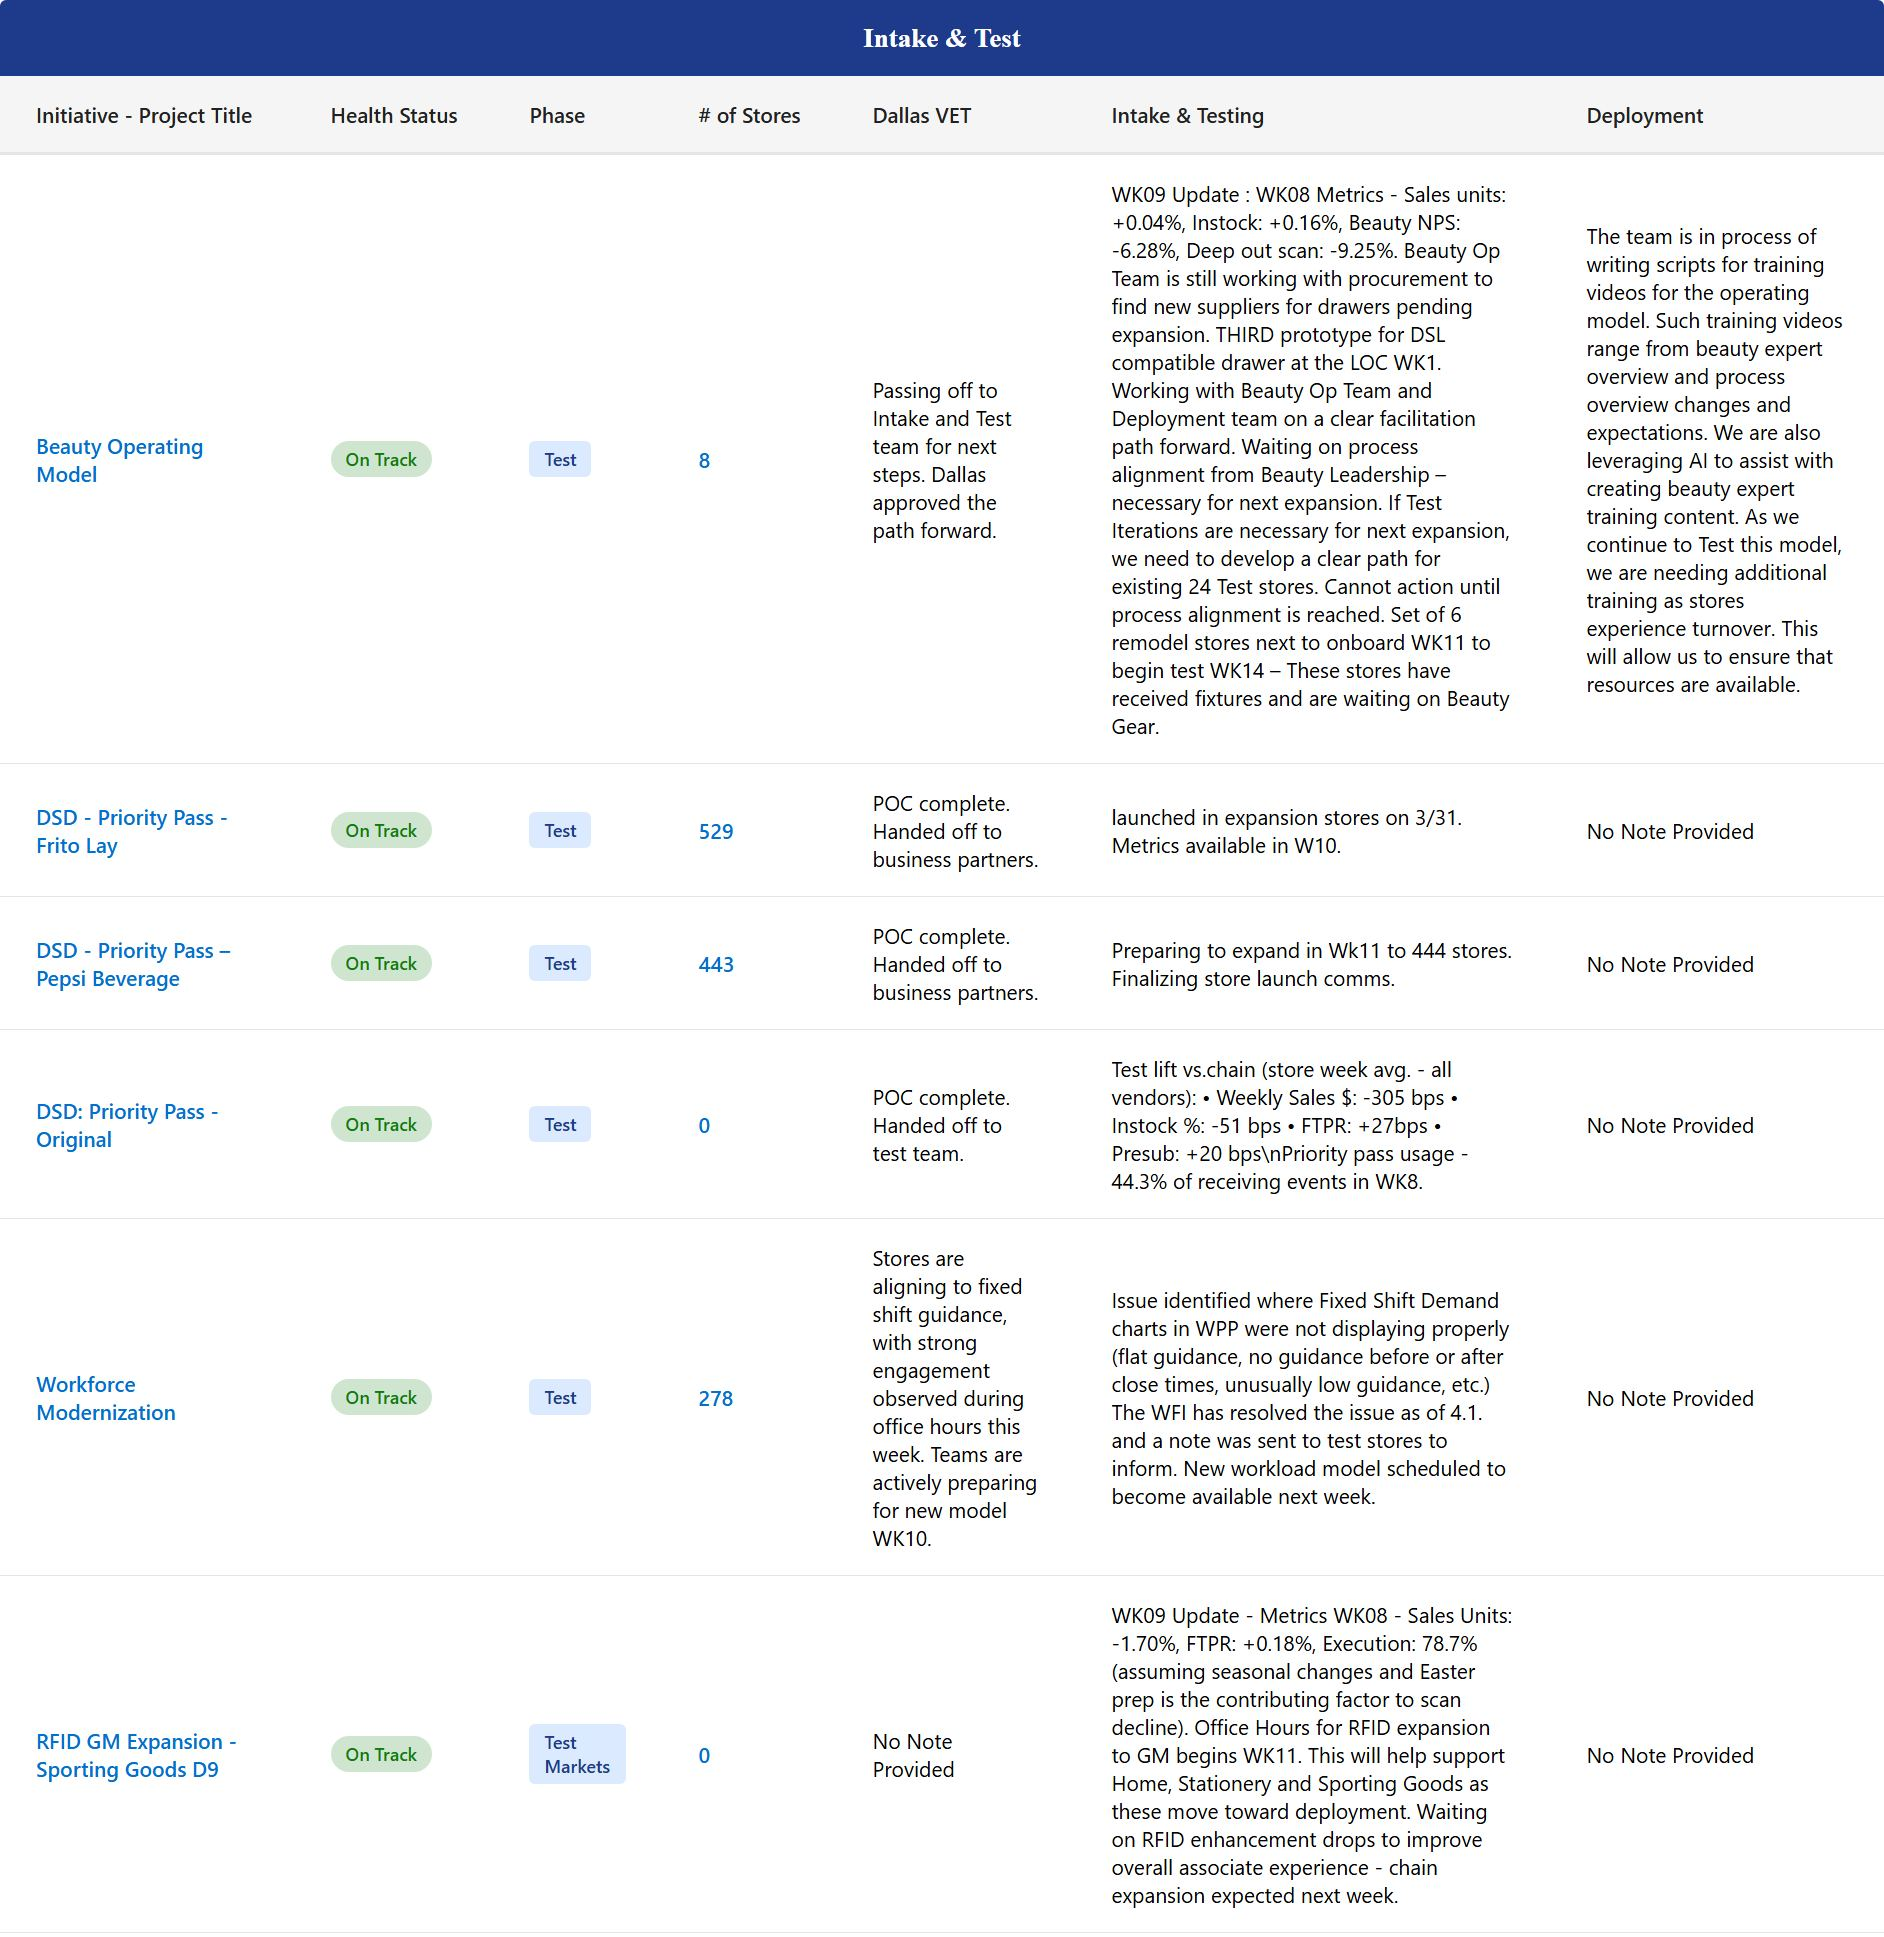 Intake & Test
Initiative - Project Title
Health Status
Phase
# of Stores
Dallas VET
Intake & Testing
Deployment
Beauty Operating
Model
On Track
Test
8
Passing off to
Intake and Test
team for next
steps. Dallas
approved the
path forward.
WK09 Update : WK08 Metrics - Sales units:
+0.04%, Instock: +0.16%, Beauty NPS:
-6.28%, Deep out scan: -9.25%. Beauty Op
Team is still working with procurement to
find new suppliers for drawers pending
expansion. THIRD prototype for DSL
compatible drawer at the LOC WK1.
Working with Beauty Op Team and
Deployment team on a clear facilitation
path forward. Waiting on process
alignment from Beauty Leadership –
necessary for next expansion. If Test
Iterations are necessary for next expansion,
we need to develop a clear path for
existing 24 Test stores. Cannot action until
process alignment is reached. Set of 6
remodel stores next to onboard WK11 to
begin test WK14 – These stores have
received fixtures and are waiting on Beauty
Gear.
The team is in process of
writing scripts for training
videos for the operating
model. Such training videos
range from beauty expert
overview and process
overview changes and
expectations. We are also
leveraging AI to assist with
creating beauty expert
training content. As we
continue to Test this model,
we are needing additional
training as stores
experience turnover. This
will allow us to ensure that
resources are available.
DSD - Priority Pass -
Frito Lay
On Track
Test
529
POC complete.
Handed off to
business partners.
launched in expansion stores on 3/31.
Metrics available in W10.
No Note Provided
DSD - Priority Pass –
Pepsi Beverage
On Track
Test
443
POC complete.
Handed off to
business partners.
Preparing to expand in Wk11 to 444 stores.
Finalizing store launch comms.
No Note Provided
DSD: Priority Pass -
Original
On Track
Test
0
POC complete.
Handed off to
test team.
Test lift vs.chain (store week avg. - all
vendors): • Weekly Sales $: -305 bps •
Instock %: -51 bps • FTPR: +27bps •
Presub: +20 bps\nPriority pass usage -
44.3% of receiving events in WK8.
No Note Provided
Workforce
Modernization
On Track
Test
278
Stores are
aligning to fixed
shift guidance,
with strong
engagement
observed during
office hours this
week. Teams are
actively preparing
for new model
WK10.
Issue identified where Fixed Shift Demand
charts in WPP were not displaying properly
(flat guidance, no guidance before or after
close times, unusually low guidance, etc.)
The WFI has resolved the issue as of 4.1.
and a note was sent to test stores to
inform. New workload model scheduled to
become available next week.
No Note Provided
RFID GM Expansion -
Sporting Goods D9
On Track
Test
Markets
0
No Note
Provided
WK09 Update - Metrics WK08 - Sales Units:
-1.70%, FTPR: +0.18%, Execution: 78.7%
(assuming seasonal changes and Easter
prep is the contributing factor to scan
decline). Office Hours for RFID expansion
to GM begins WK11. This will help support
Home, Stationery and Sporting Goods as
these move toward deployment. Waiting
on RFID enhancement drops to improve
overall associate experience - chain
expansion expected next week.
No Note Provided